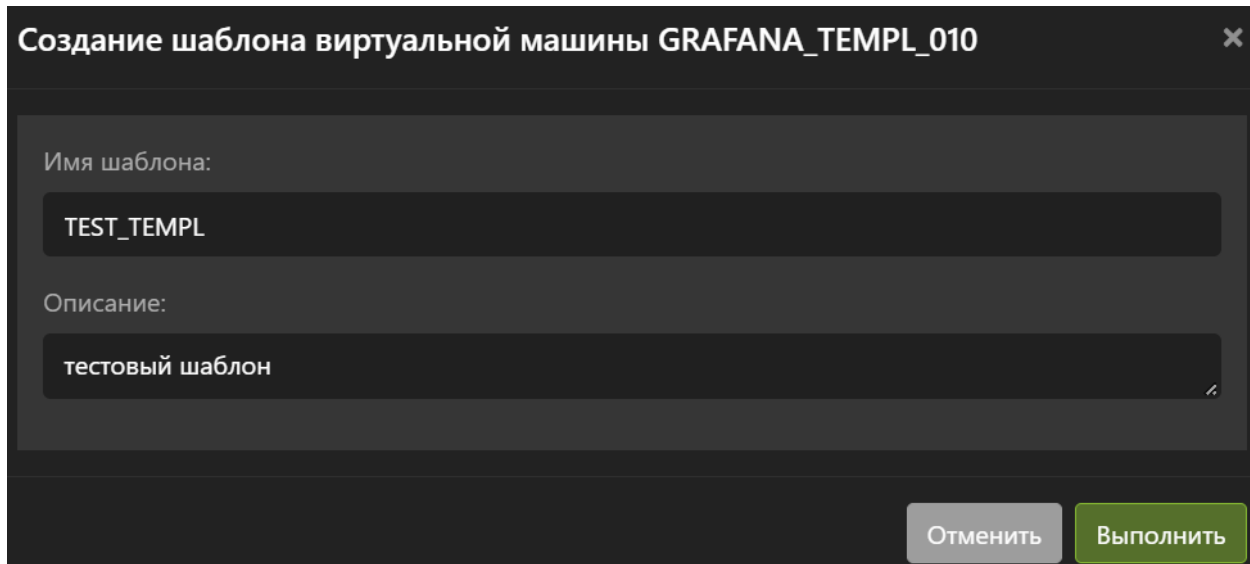 Создание шаблона виртуальной машины GRAFANA_TEMPL_010
Имя шаблона:
TEST_TEMPL
Описание:
тестовый шаблон
Отменить
Выполнить